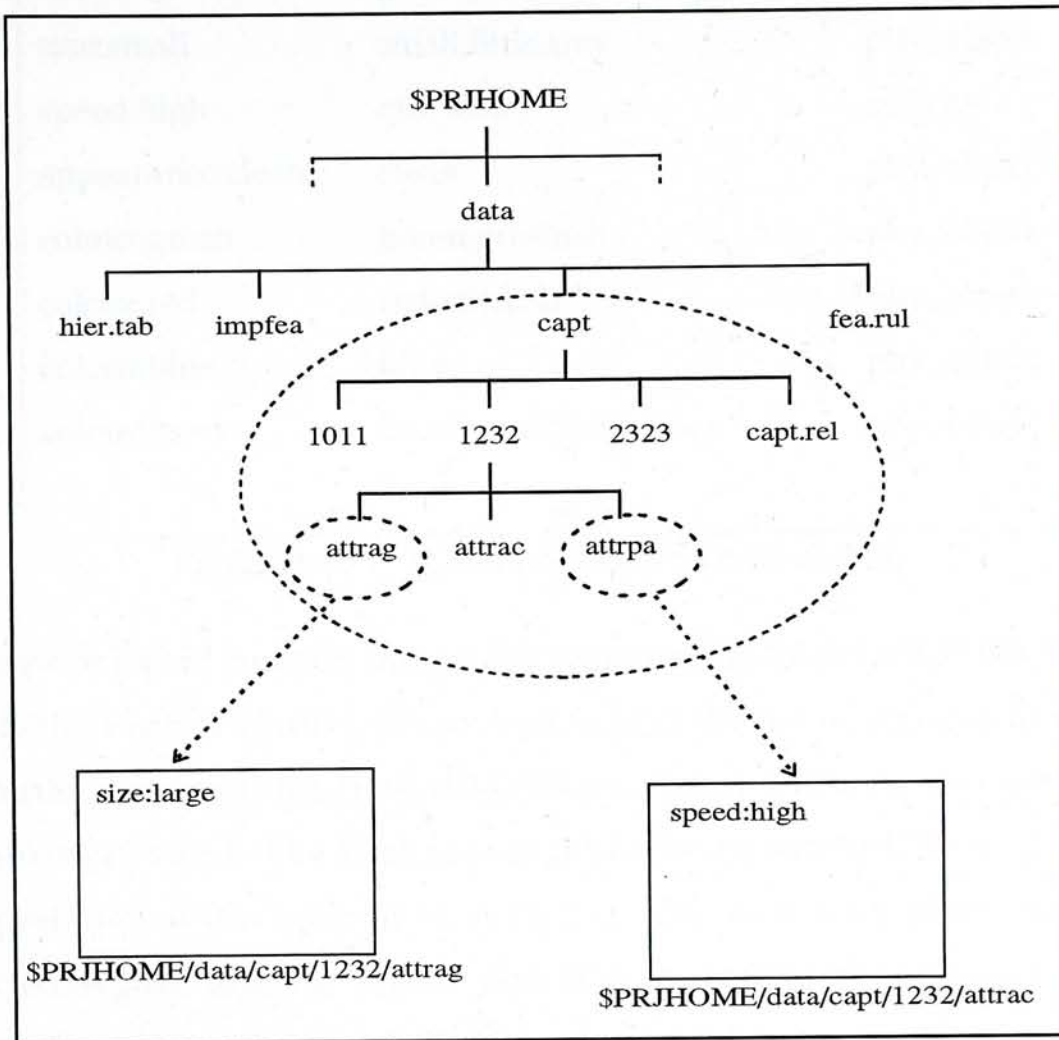 $PRJHOME
data
hier.tab impfea capt fea.rul
1011 1232 2323 capt.rel
attrag attrac attrpa
size:large
speed:high
$PRJHOME/data/capt/1232/attrag
$PRJHOME/data/capt/1232/attrac